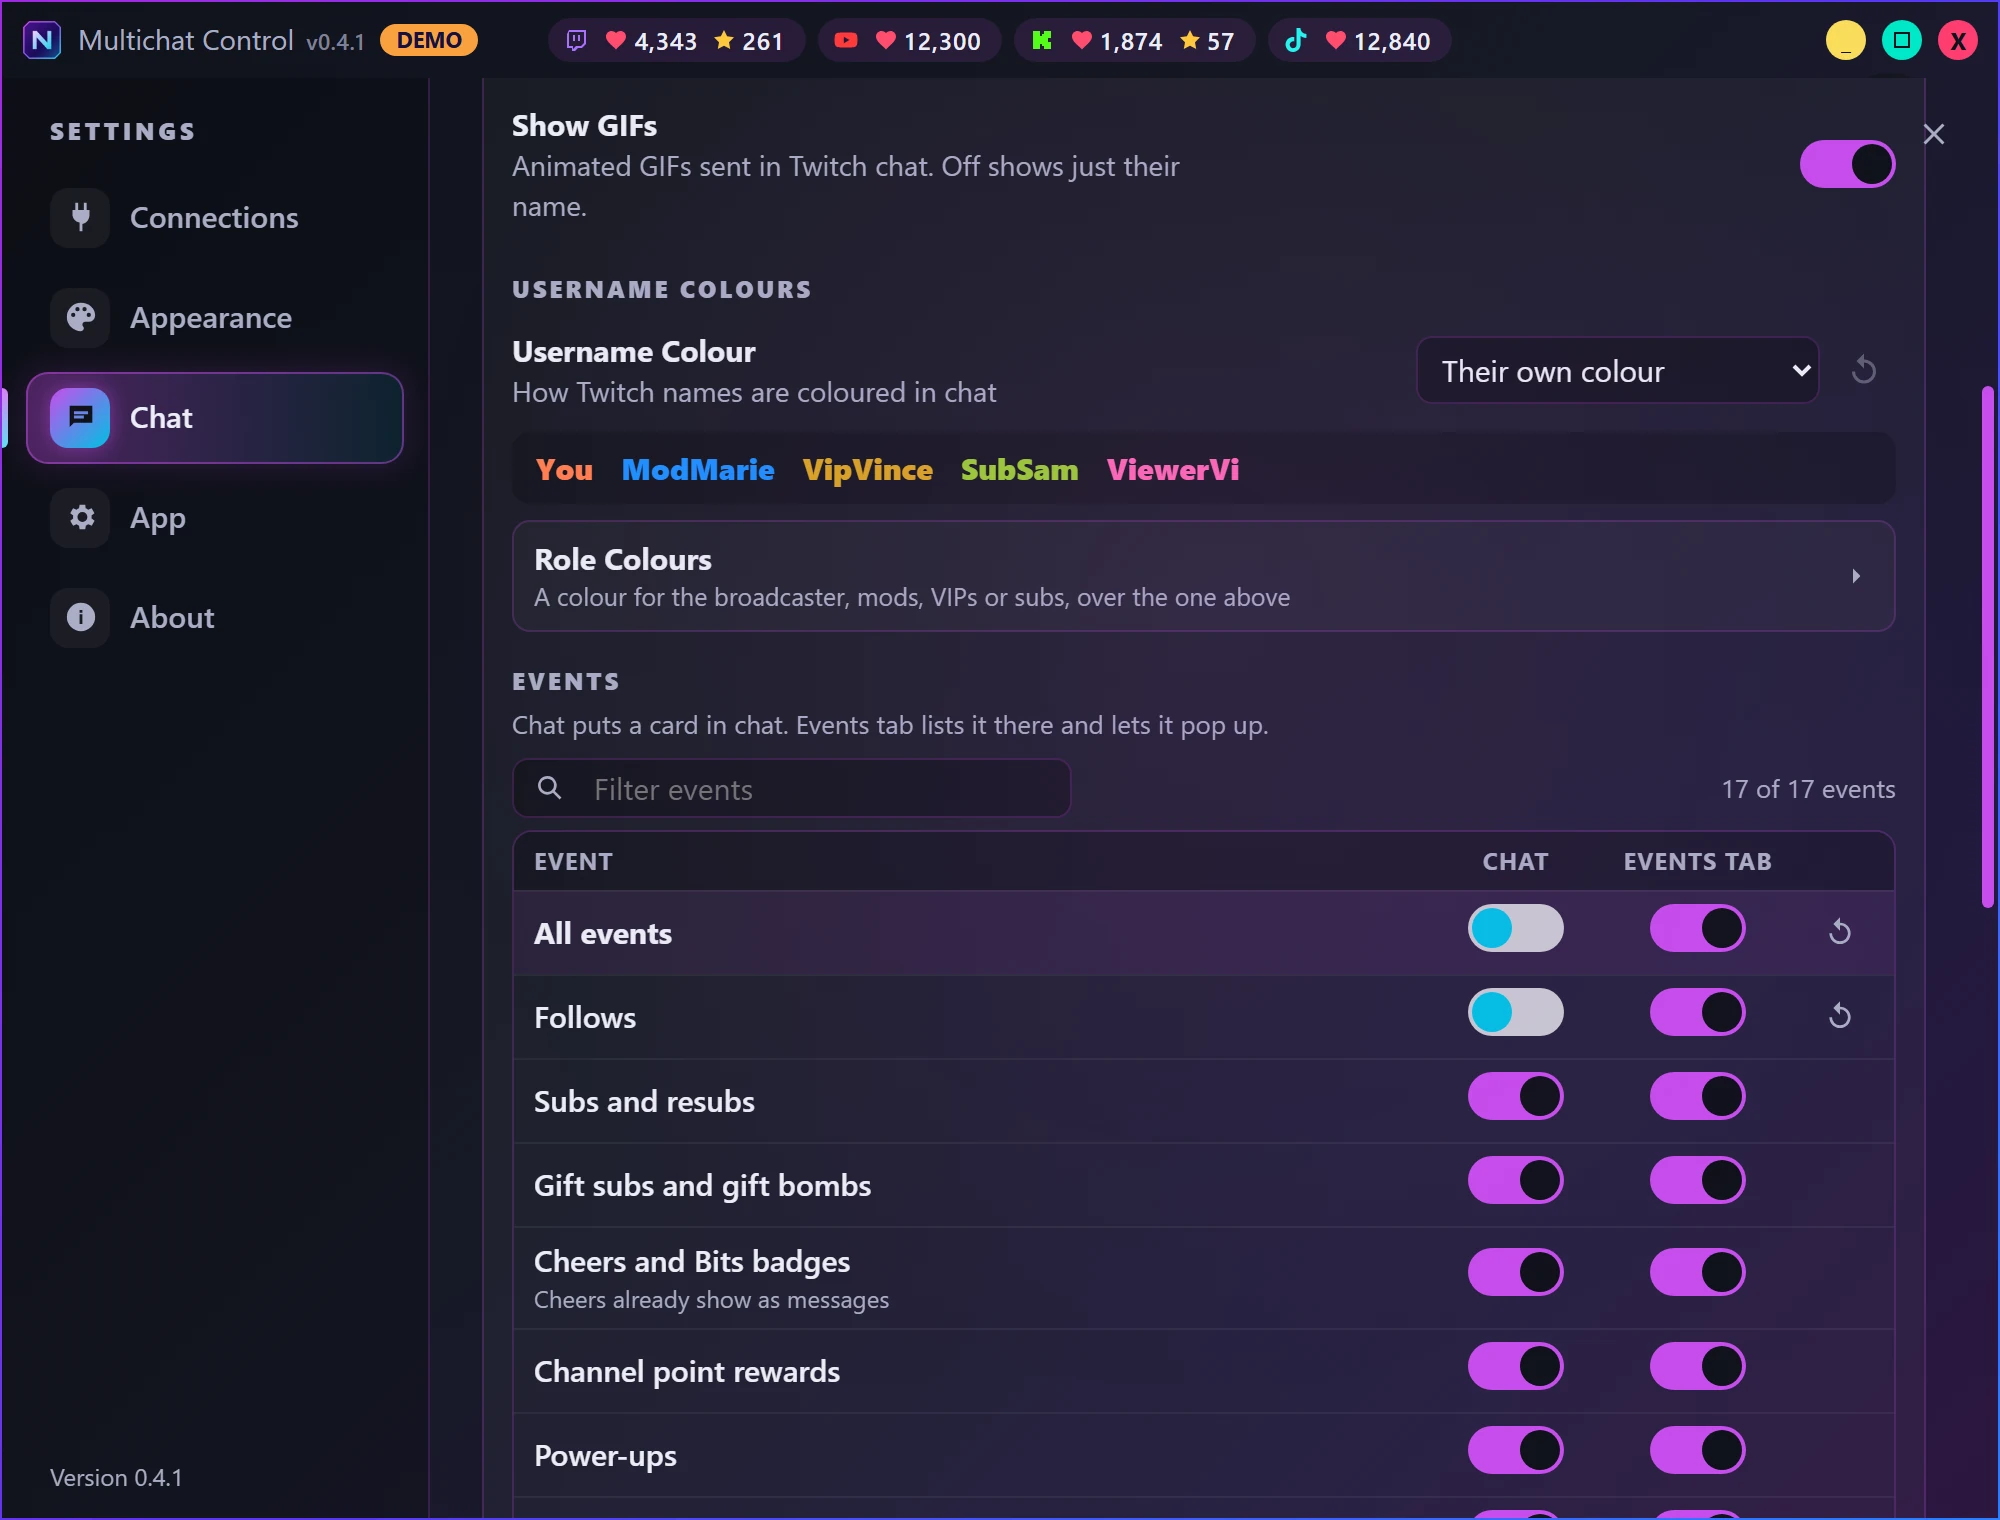 N Multichat Control v0.4.1 DEMO 4,343 261 12,300 1,874 57 12,840 _ X
SETTINGS
Connections
Appearance
Chat
App
About
Version 0.4.1
Show GIFs
Animated GIFs sent in Twitch chat. Off shows just their
name.
USERNAME COLOURS
Username Colour
How Twitch names are coloured in chat
Their own colour
You ModMarie VipVince SubSam ViewerVi
Role Colours
A colour for the broadcaster, mods, VIPs or subs, over the one above
EVENTS
Chat puts a card in chat. Events tab lists it there and lets it pop up.
Filter events
17 of 17 events
EVENT CHAT EVENTS TAB
All events
Follows
Subs and resubs
Gift subs and gift bombs
Cheers and Bits badges
Cheers already show as messages
Channel point rewards
Power-ups